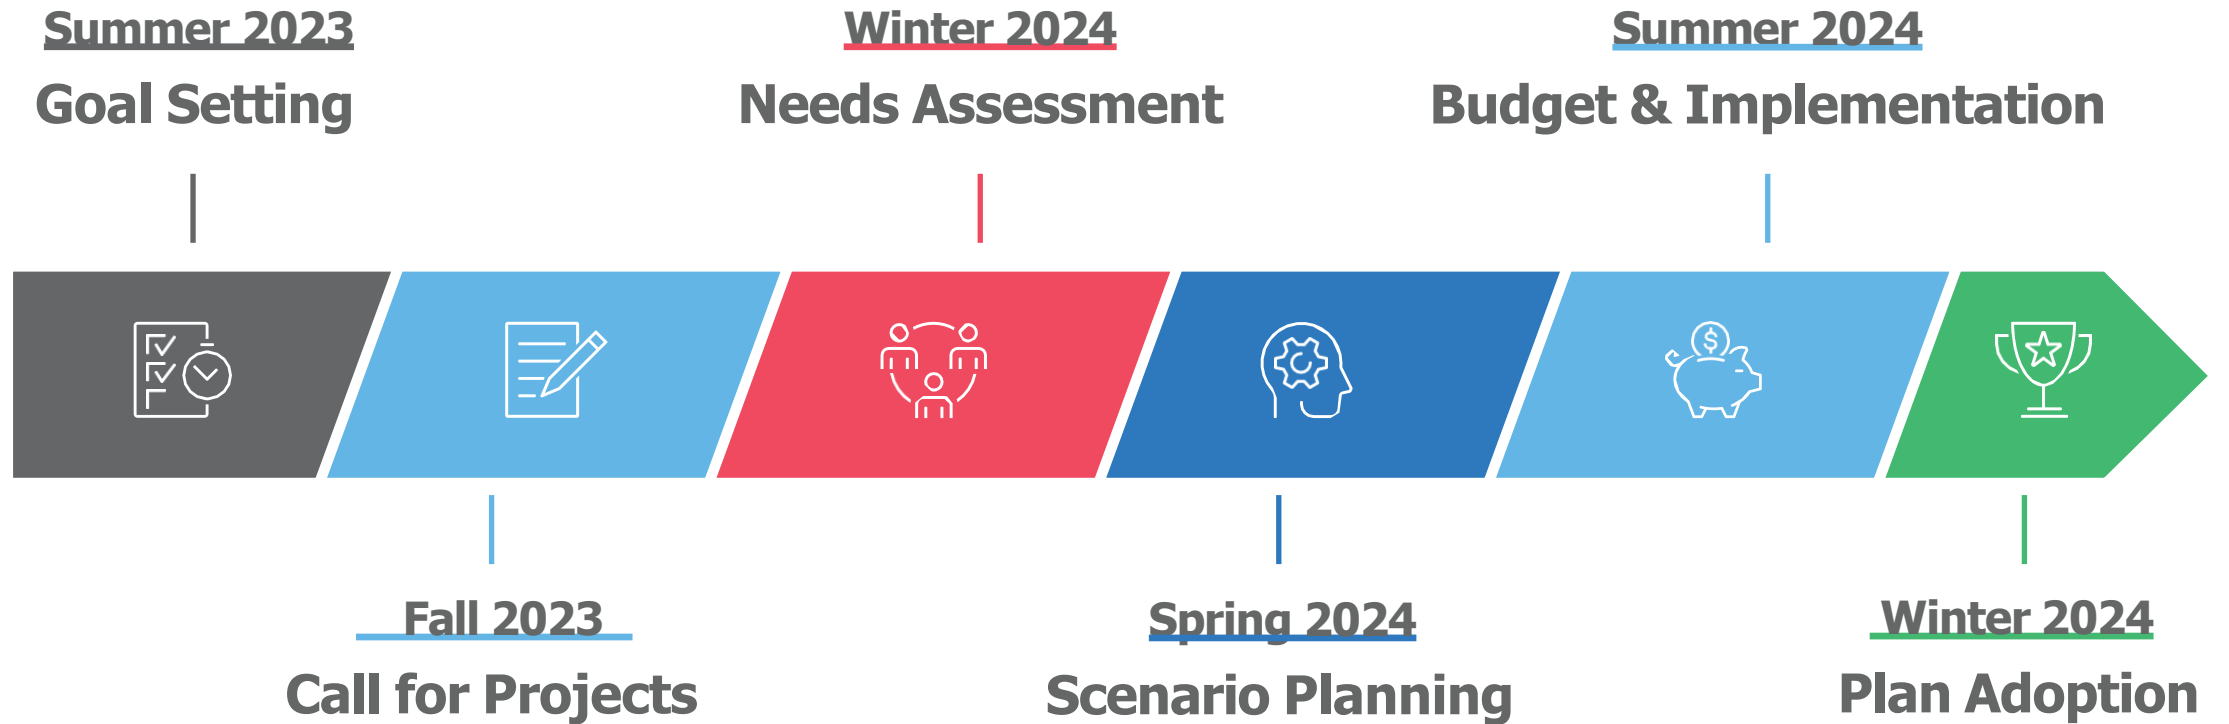 Summer 2023
Goal Setting
Fall 2023
Call for Projects
Winter 2024
Needs Assessment
Spring 2024
Scenario Planning
Summer 2024
Budget & Implementation
$
Winter 2024
Plan Adoption